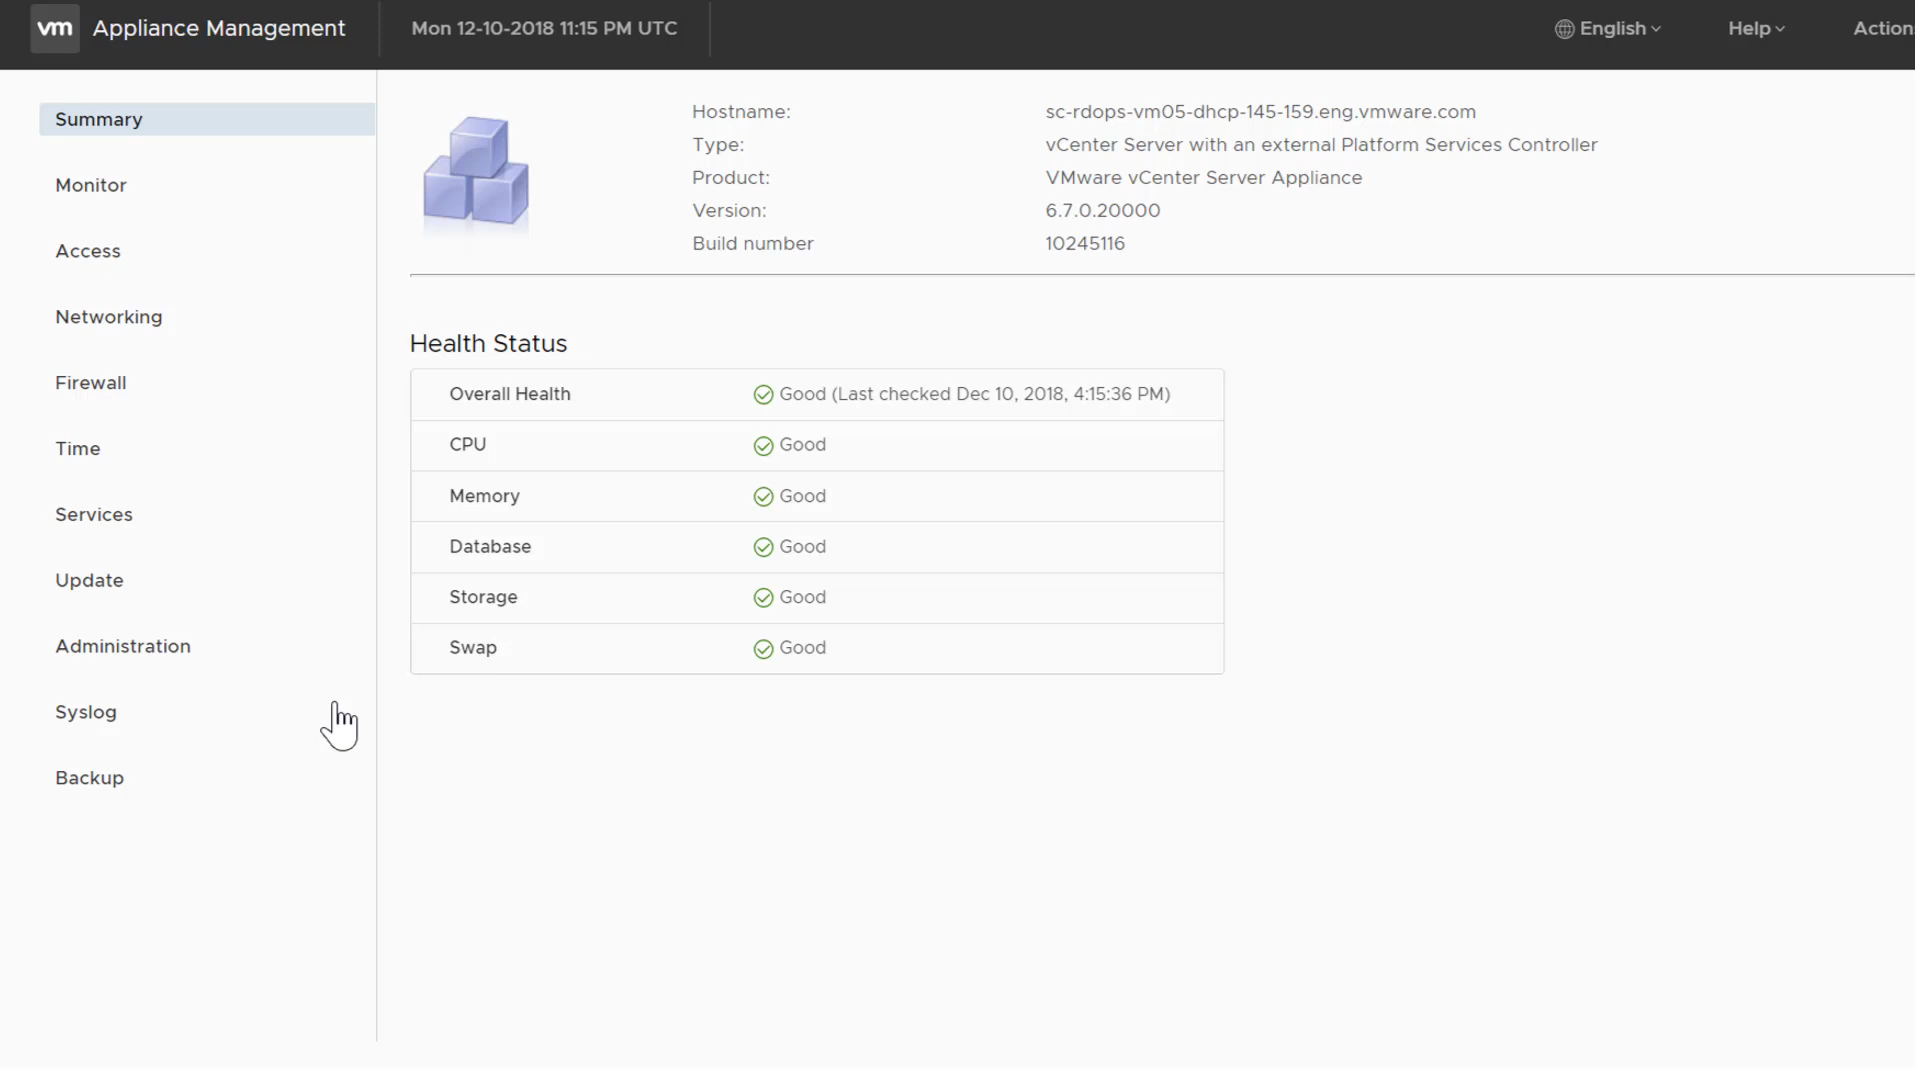 vm Appliance Management Mon 12-10-2018 11:15 PM UTC English Help Action
Summary
Monitor
Access
Networking
Firewall
Time
Services
Update
Administration
Syslog
Backup
Hostname: sc-rdops-vm05-dhcp-145-159.eng.vmware.com
Type: vCenter Server with an external Platform Services Controller
Product: VMware vCenter Server Appliance
Version: 6.7.0.20000
Build number 10245116
Health Status
Overall Health Good (Last checked Dec 10, 2018, 4:15:36 PM)
CPU Good
Memory Good
Database Good
Storage Good
Swap Good